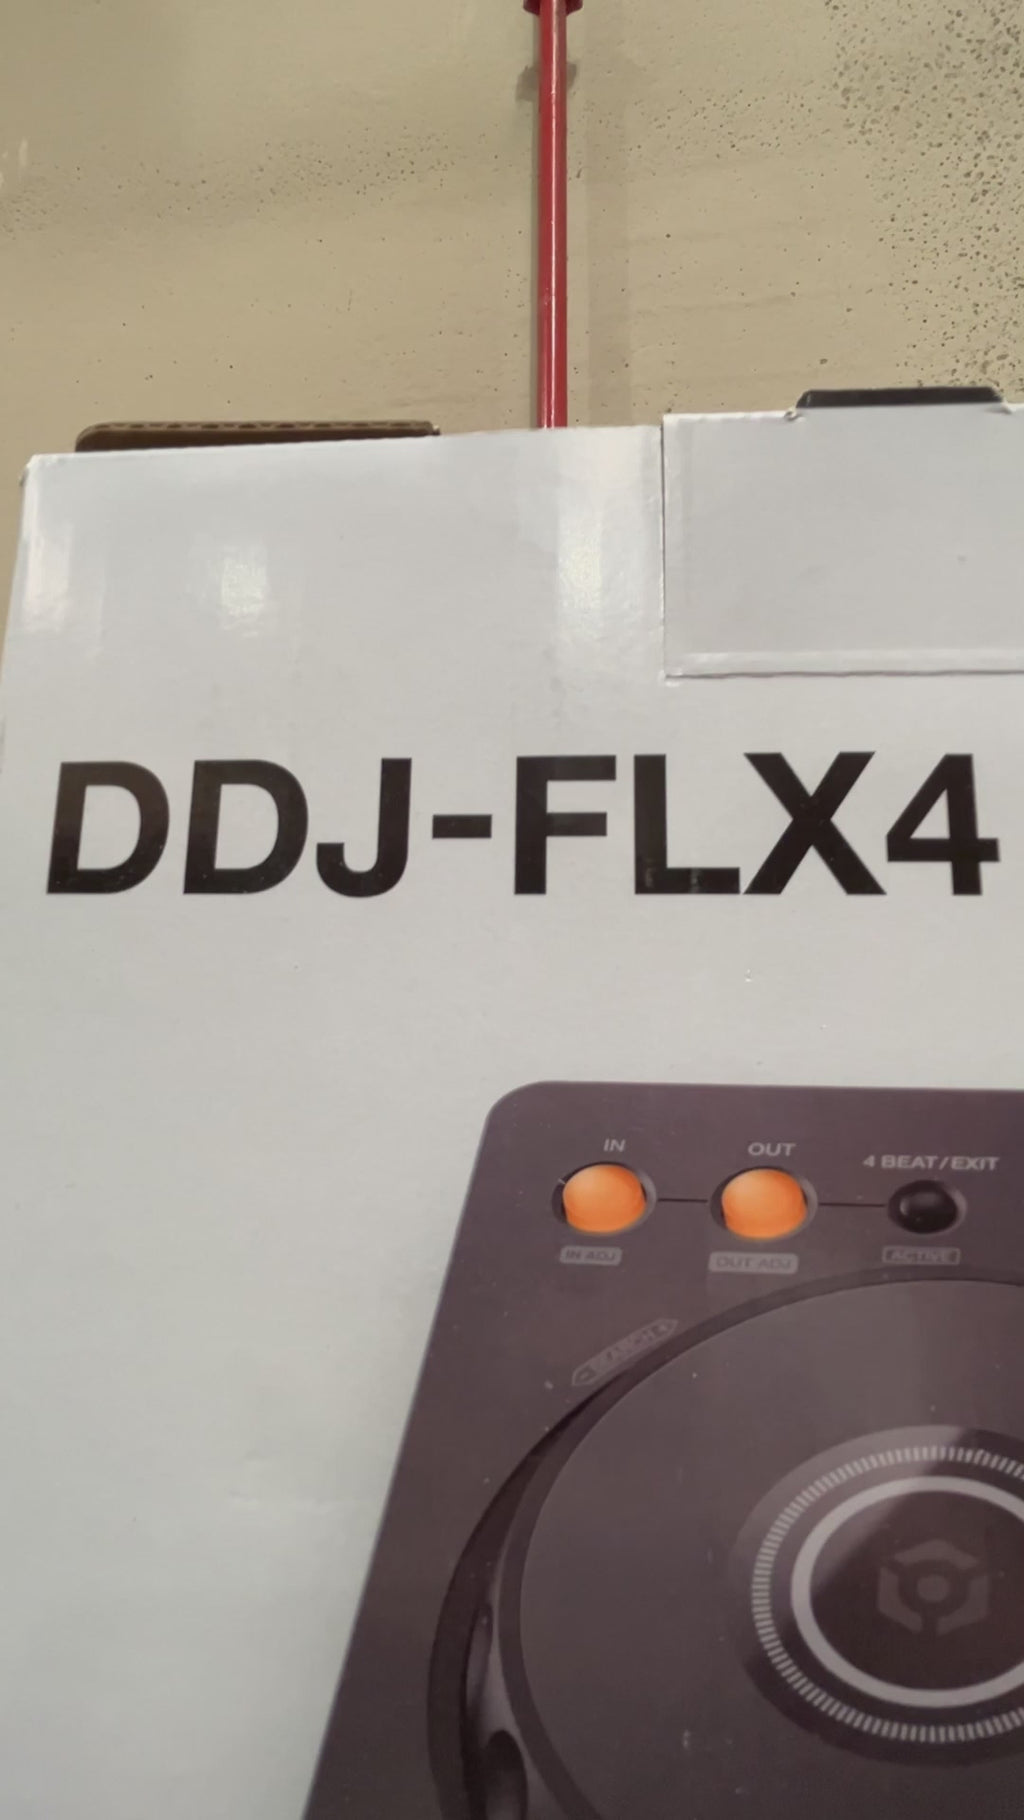 DDJ-FLX4
IN
OUT
4 BEAT/EXIT
IN ADJ
OUT ADJ
ACTIVE
- SEARCH +